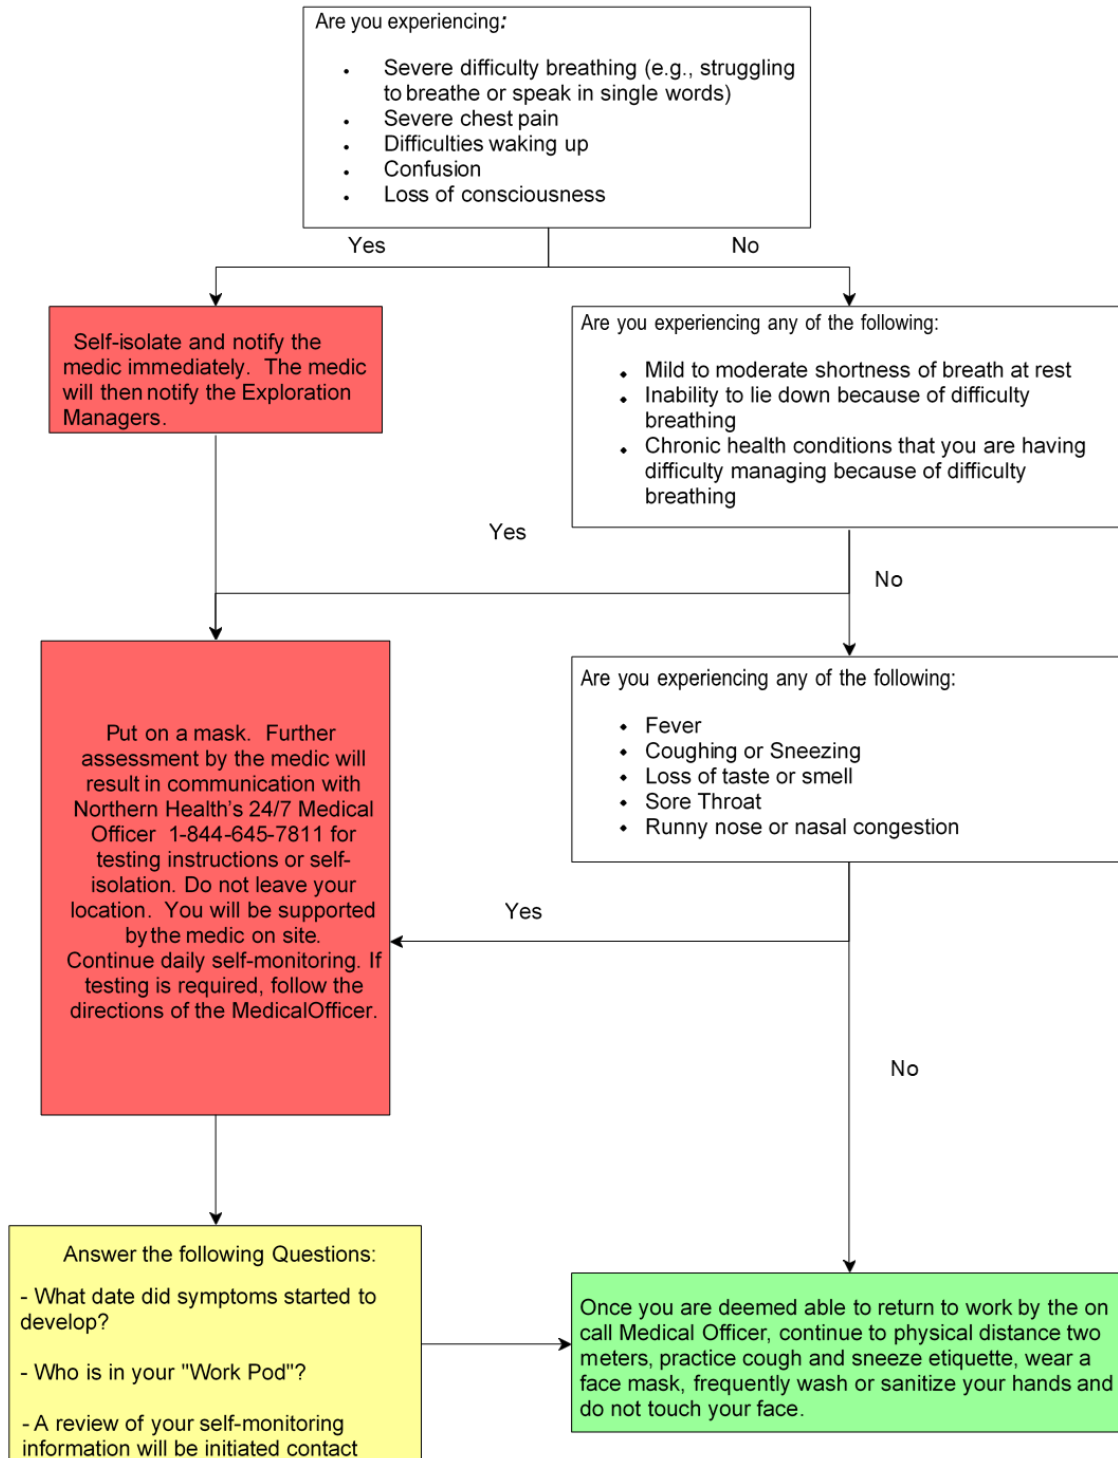 Are you experiencing:
• Severe difficulty breathing (e.g., struggling
to breathe or speak in single words)
• Severe chest pain
• Difficulties waking up
• Confusion
• Loss of consciousness
Yes
No
Self-isolate and notify the
medic immediately. The medic
will then notify the Exploration
Managers.
Are you experiencing any of the following:
• Mild to moderate shortness of breath at rest
• Inability to lie down because of difficulty
breathing
• Chronic health conditions that you are having
difficulty managing because of difficulty
breathing
Yes
No
Put on a mask. Further
assessment by the medic will
result in communication with
Northern Health's 24/7 Medical
Officer 1-844-645-7811 for
testing instructions or self-
isolation. Do not leave your
location. You will be supported
by the medic on site.
Continue daily self-monitoring. If
testing is required, follow the
directions of the MedicalOfficer.
Are you experiencing any of the following:
• Fever
• Coughing or Sneezing
• Loss of taste or smell
• Sore Throat
• Runny nose or nasal congestion
Yes
No
Answer the following Questions:
- What date did symptoms started to
develop?
- Who is in your "Work Pod"?
- A review of your self-monitoring
information will be initiated contact
Once you are deemed able to return to work by the on
call Medical Officer, continue to physical distance two
meters, practice cough and sneeze etiquette, wear a
face mask, frequently wash or sanitize your hands and
do not touch your face.